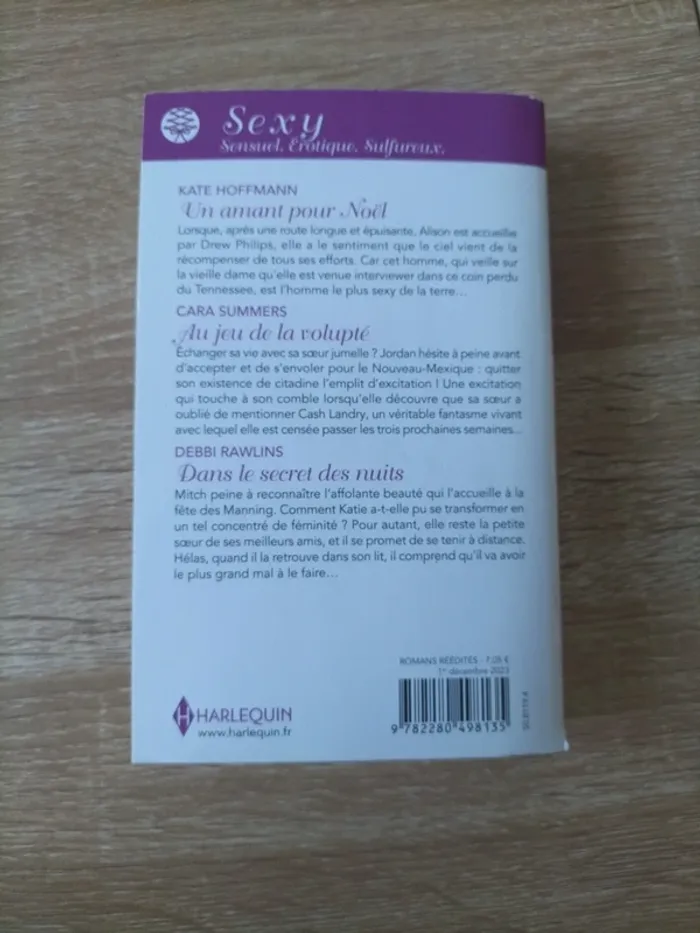 Sexy
Sensuel. Érotique. Sulfureux.
KATE HOFFMANN
Un amant pour Noël
Lorsque, après une route longue et épuisante, Alison est accueillie
par Drew Philips, elle a le sentiment que le ciel vient de la
récompenser de tous ses efforts. Car cet homme, qui veille sur
la vieille dame qu'elle est venue interviewer dans ce coin perdu
du Tennessee, est l'homme le plus sexy de la terre…
CARA SUMMERS
Au jeu de la volupté
Échanger sa vie avec sa sœur jumelle ? Jordan hésite à peine avant
d'accepter et de s'envoler pour le Nouveau-Mexique : quitter
son existence de citadine l'emplit d'excitation ! Une excitation
qui touche à son comble lorsqu'elle découvre que sa sœur a
oublié de mentionner Cash Landry, un véritable fantasme vivant
avec lequel elle est censée passer les trois prochaines semaines…
DEBBI RAWLINS
Dans le secret des nuits
Mitch peine à reconnaître l'affolante beauté qui l'accueille à la
fête des Manning. Comment Katie a-t-elle pu se transformer en
un tel concentré de féminité ? Pour autant, elle reste la petite
sœur de ses meilleurs amis, et il se promet de se tenir à distance.
Hélas, quand il la retrouve dans son lit, il comprend qu'il va avoir
le plus grand mal à le faire…
ROMANS RÉÉDITÉS - 7,05 €
1er décembre 2023
H HARLEQUIN
www.harlequin.fr
9 782280 498135